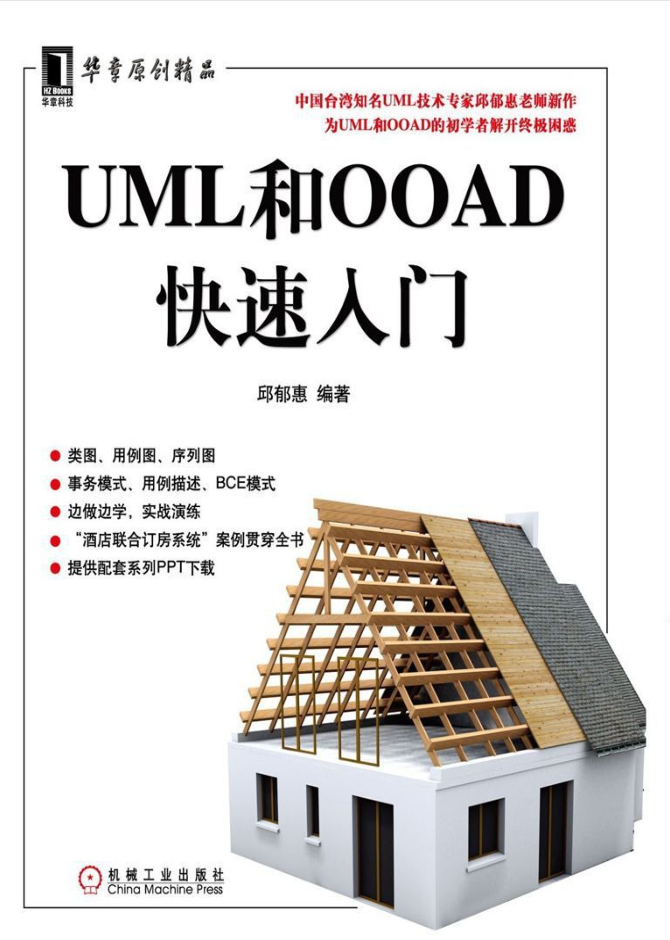 华章原创精品
HZ Books
华章科技
中国台湾知名UML技术专家邱郁惠老师新作
为UML和OOAD的初学者解开终极困惑
UML和OOAD
快速入门
邱郁惠 编著
● 类图、用例图、序列图
● 事务模式、用例描述、BCE模式
● 边做边学，实战演练
● “酒店联合订房系统”案例贯穿全书
● 提供配套系列PPT下载
机械工业出版社
China Machine Press